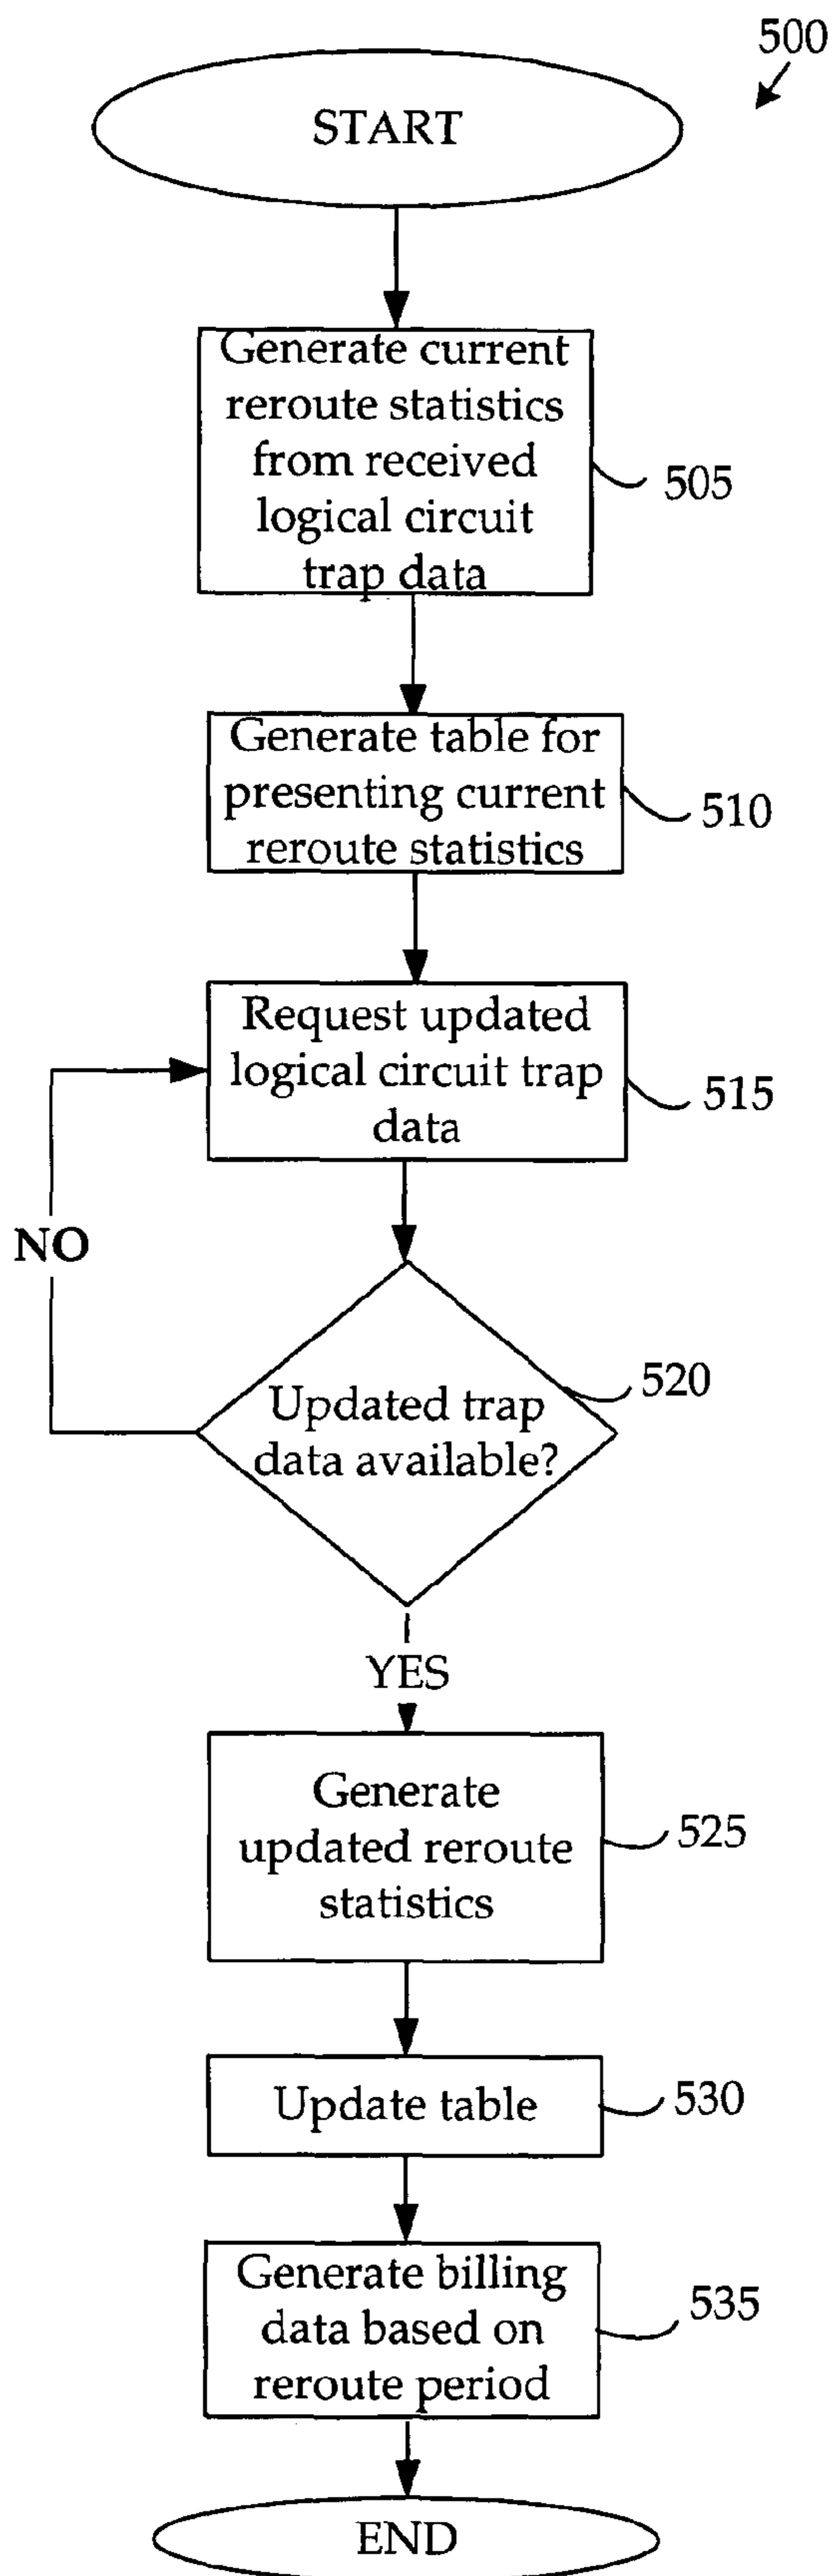 500
START
Generate current
reroute statistics
from received
logical circuit
trap data
505
Generate table for
presenting current
reroute statistics
510
Request updated
logical circuit trap
data
515
NO
Updated trap
data available?
520
YES
Generate
updated reroute
statistics
525
Update table
530
Generate billing
data based on
reroute period
535
END